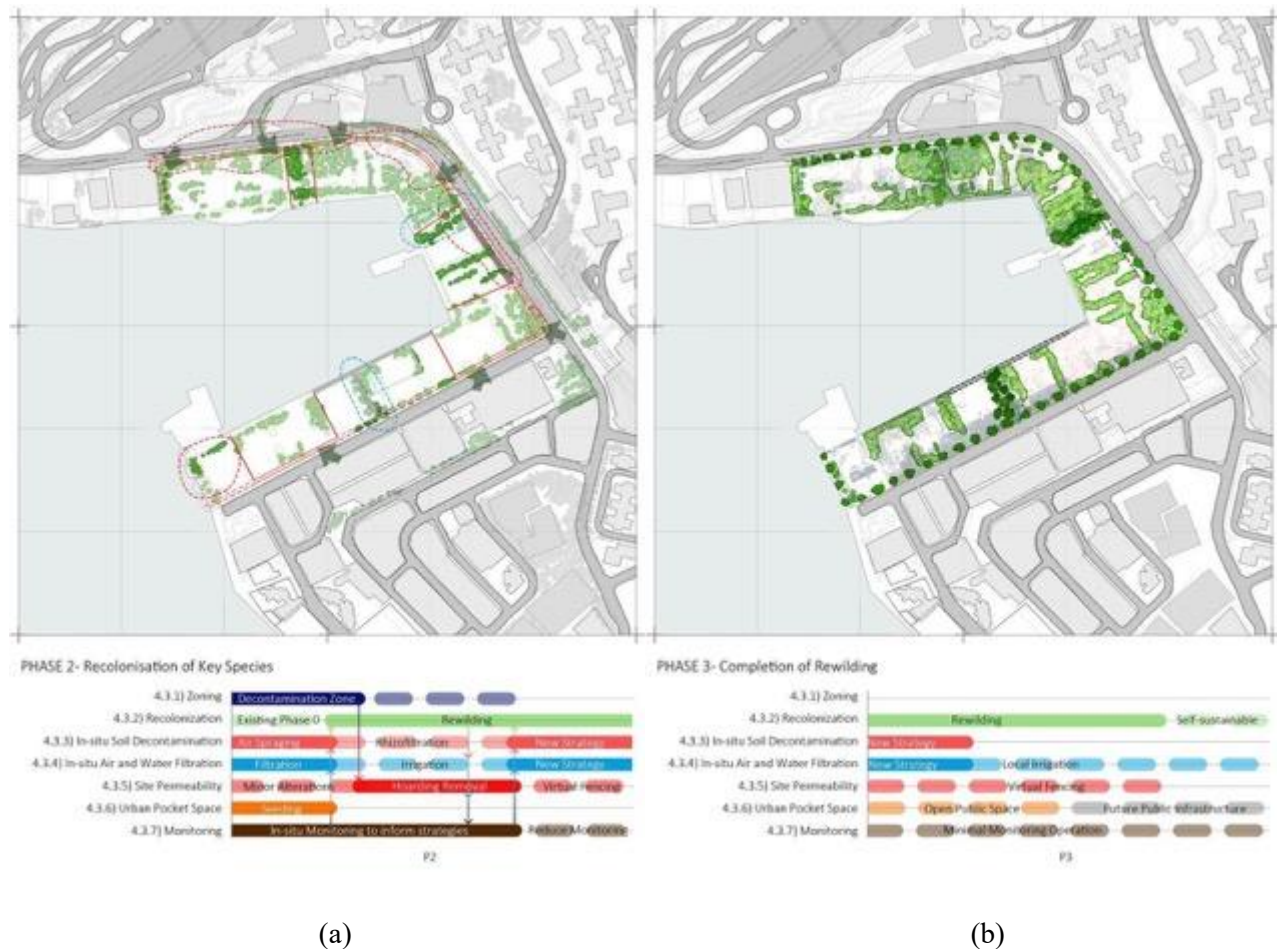 PHASE 2- Recolonisation of Key Species
4.3.1) Zoning
Decontamination Zone
4.3.2) Recolonization
Existing Phase 0
Rewilding
4.3.3) In-situ Soil Decontamination
Air Sparging
Rhizofiltration
New Strategy
4.3.4) In-situ Air and Water Filtration
Filtration
Irrigation
New Strategy
4.3.5) Site Permeability
Minor Alterations
Hoarding Removal
Virtual Fencing
4.3.6) Urban Pocket Space
Seeding
4.3.7) Monitoring
In-situ Monitoring to inform strategies
Reduce Monitoring
P2
PHASE 3- Completion of Rewilding
4.3.1) Zoning
4.3.2) Recolonization
Rewilding
Self-sustainable
4.3.3) In-situ Soil Decontamination
New Strategy
4.3.4) In-situ Air and Water Filtration
New Strategy
Local Irrigation
4.3.5) Site Permeability
Virtual Fencing
4.3.6) Urban Pocket Space
Open Public Space
Future Public Infrastructure
4.3.7) Monitoring
Minimal Monitoring Operation
P3
(a)
(b)